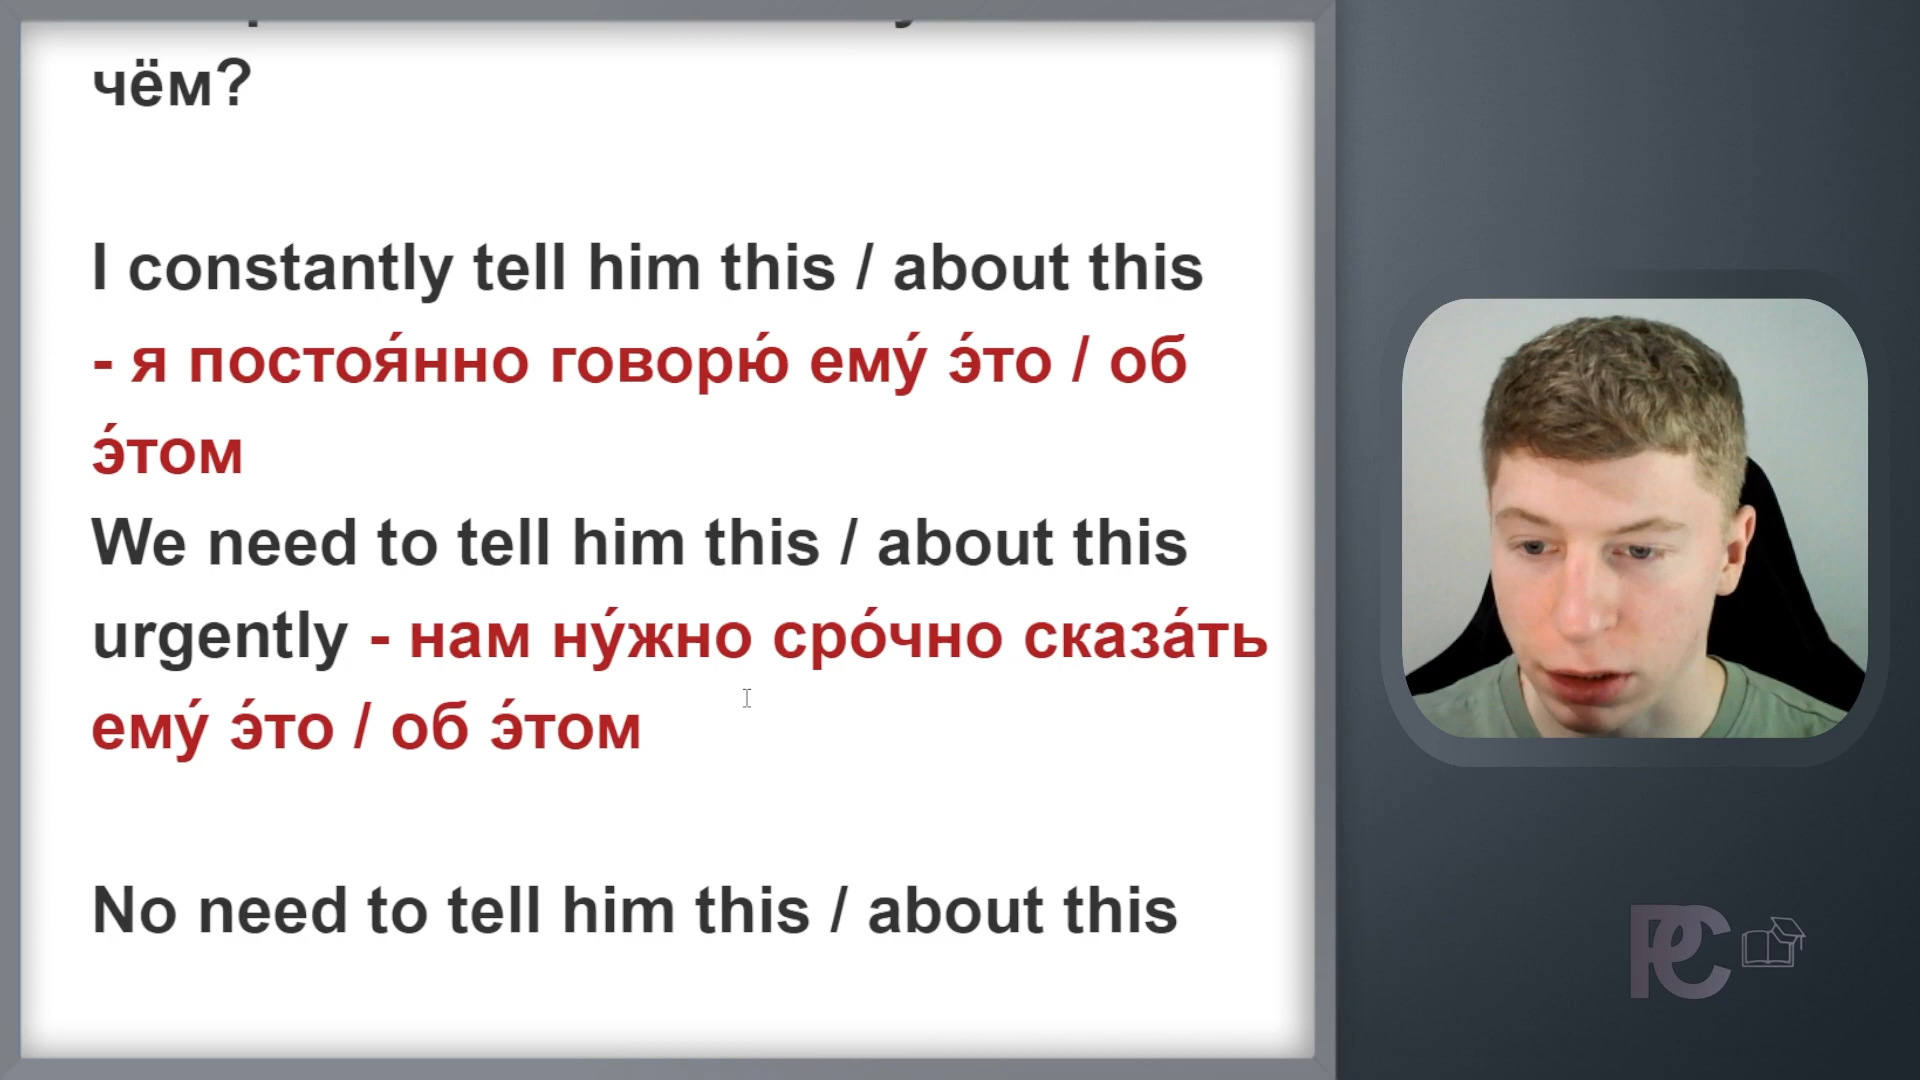 чём?
I constantly tell him this / about this
- я постоя́нно говорю́ ему́ э́то / об
э́том
We need to tell him this / about this
urgently - нам ну́жно сро́чно сказа́ть
ему́ э́то / об э́том
No need to tell him this / about this
PC